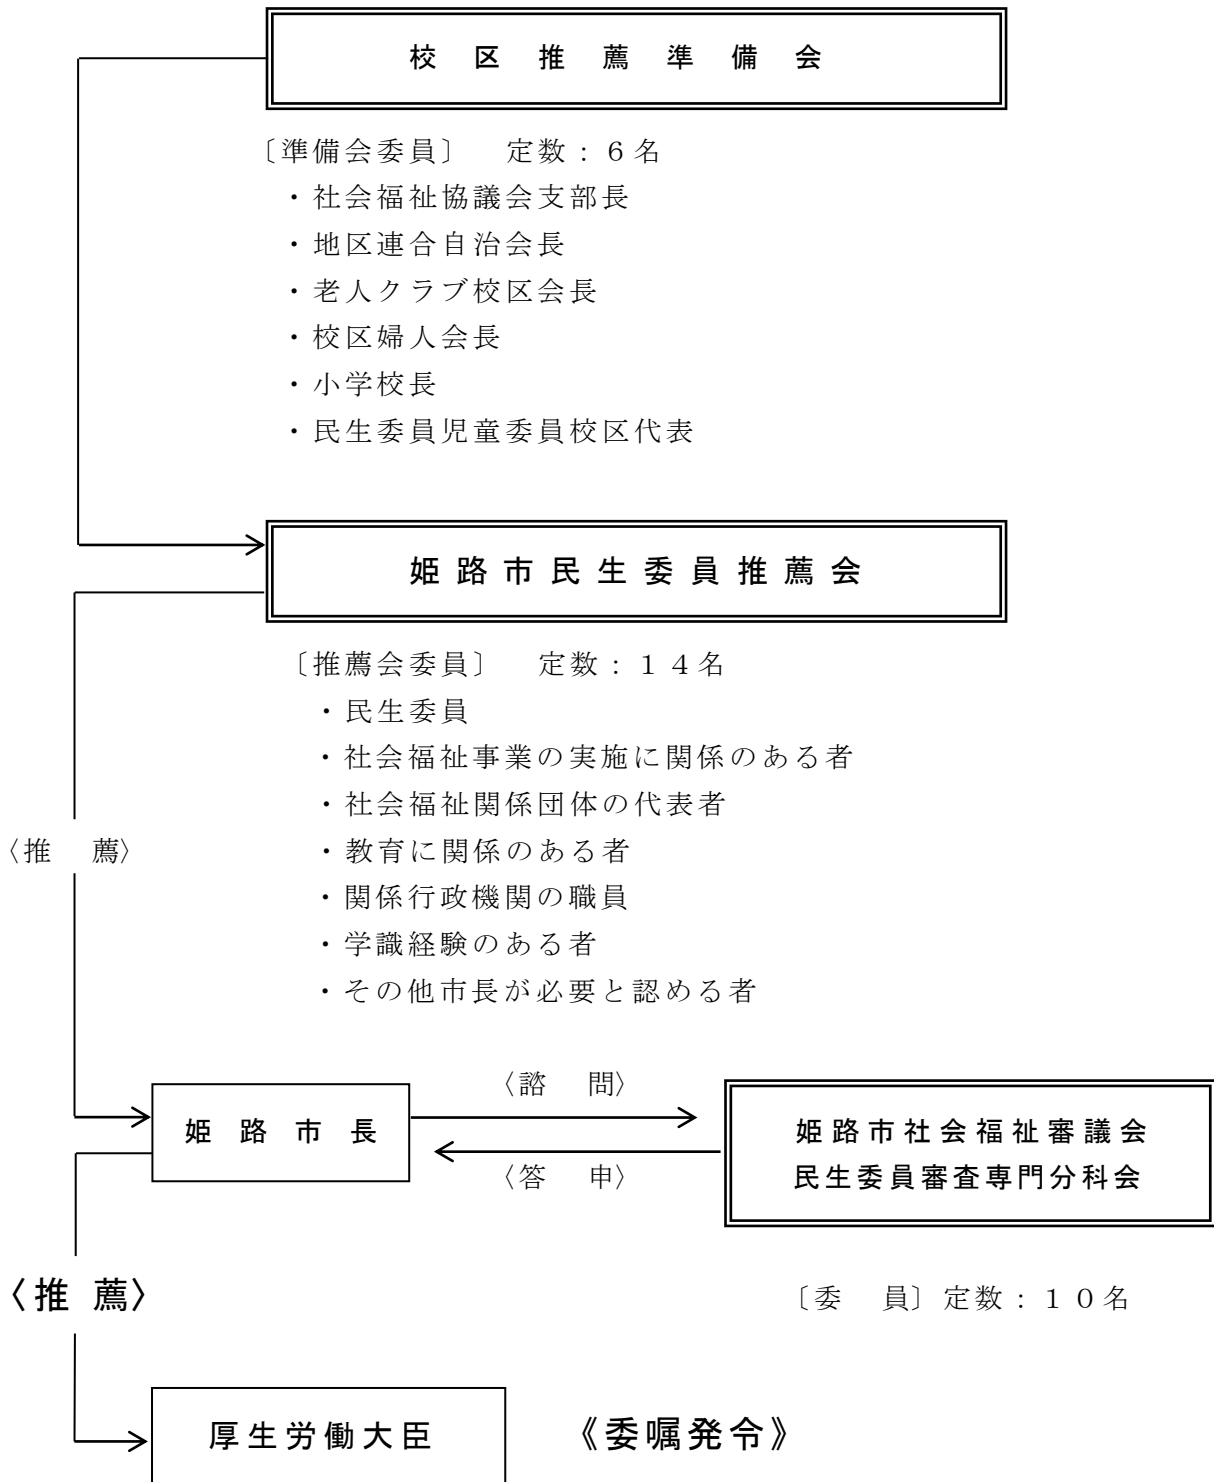 校区推薦準備会
〔準備会委員〕 定数:6名
・社会福祉協議会支部長
・地区連合自治会長
・老人クラブ校区会長
・校区婦人会長
・小学校長
・民生委員児童委員校区代表
姫路市民生委員推薦会
〔推薦会委員〕 定数:14名
・民生委員
・社会福祉事業の実施に関係のある者
・社会福祉関係団体の代表者
・教育に関係のある者
・関係行政機関の職員
・学識経験のある者
・その他市長が必要と認める者
〈推 薦〉
姫路市長
〈諮 問〉
〈答 申〉
姫路市社会福祉審議会
民生委員審査専門分科会
〔委 員〕定数:10名
〈推 薦〉
厚生労働大臣
《委嘱発令》